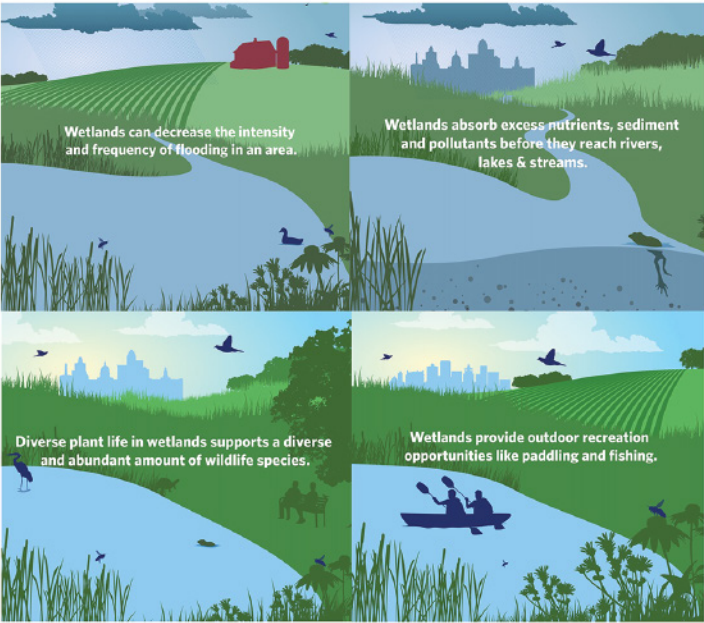 Wetlands can decrease the intensity
and frequency of flooding in an area.
Wetlands absorb excess nutrients, sediment
and pollutants before they reach rivers,
lakes & streams.
Diverse plant life in wetlands supports a diverse
and abundant amount of wildlife species.
Wetlands provide outdoor recreation
opportunities like paddling and fishing.